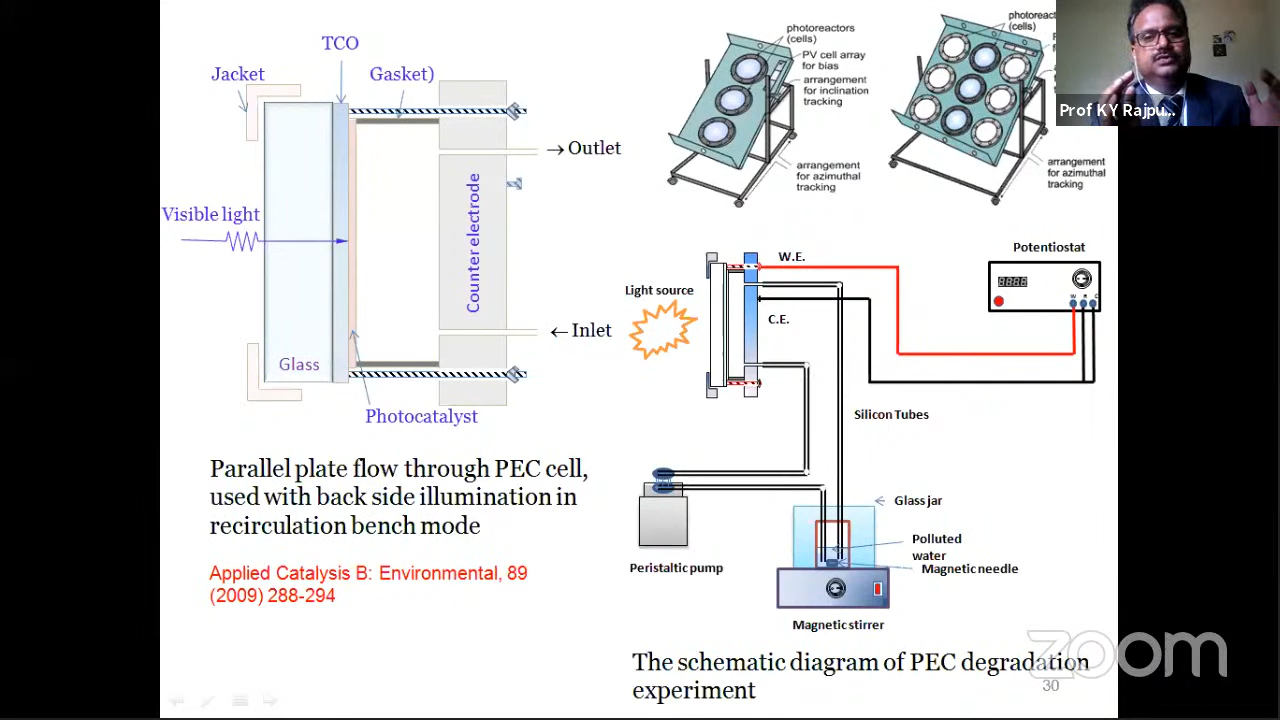 TCO
Jacket
Gasket)
Outlet
Visible light
Counter electrode
Inlet
Glass
Photocatalyst
Parallel plate flow through PEC cell,
used with back side illumination in
recirculation bench mode
Applied Catalysis B: Environmental, 89
(2009) 288-294
photoreactors
(cells)
PV cell array
for bias
arrangement
for inclination
tracking
arrangement
for azimuthal
tracking
(cells)
arrangement
for azimuthal
tracking
Prof KY Rajpu...
W.E.
Potentiostat
Light source
C.E.
W R C
Silicon Tubes
Glass jar
Polluted
water
Magnetic needle
Peristaltic pump
Magnetic stirrer
The schematic diagram of PEC degradation
experiment
30
zoom